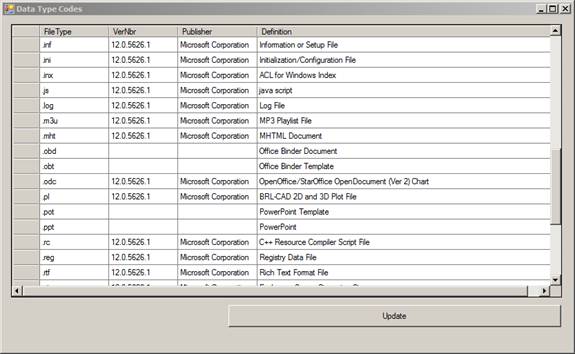 Data Type Codes
FileType VerNbr Publisher Definition
.inf 12.0.5626.1 Microsoft Corporation Information or Setup File
.ini 12.0.5626.1 Microsoft Corporation Initialization/Configuration File
.inx 12.0.5626.1 Microsoft Corporation ACL for Windows Index
.js 12.0.5626.1 Microsoft Corporation java script
.log 12.0.5626.1 Microsoft Corporation Log File
.m3u 12.0.5626.1 Microsoft Corporation MP3 Playlist File
.mht 12.0.5626.1 Microsoft Corporation MHTML Document
.obd Office Binder Document
.obt Office Binder Template
.odc 12.0.5626.1 Microsoft Corporation OpenOffice/StarOffice OpenDocument (Ver 2) Chart
.pl 12.0.5626.1 Microsoft Corporation BRL-CAD 2D and 3D Plot File
.pot PowerPoint Template
.ppt PowerPoint
.rc 12.0.5626.1 Microsoft Corporation C++ Resource Compiler Script File
.reg 12.0.5626.1 Microsoft Corporation Registry Data File
.rtf 12.0.5626.1 Microsoft Corporation Rich Text Format File
Update